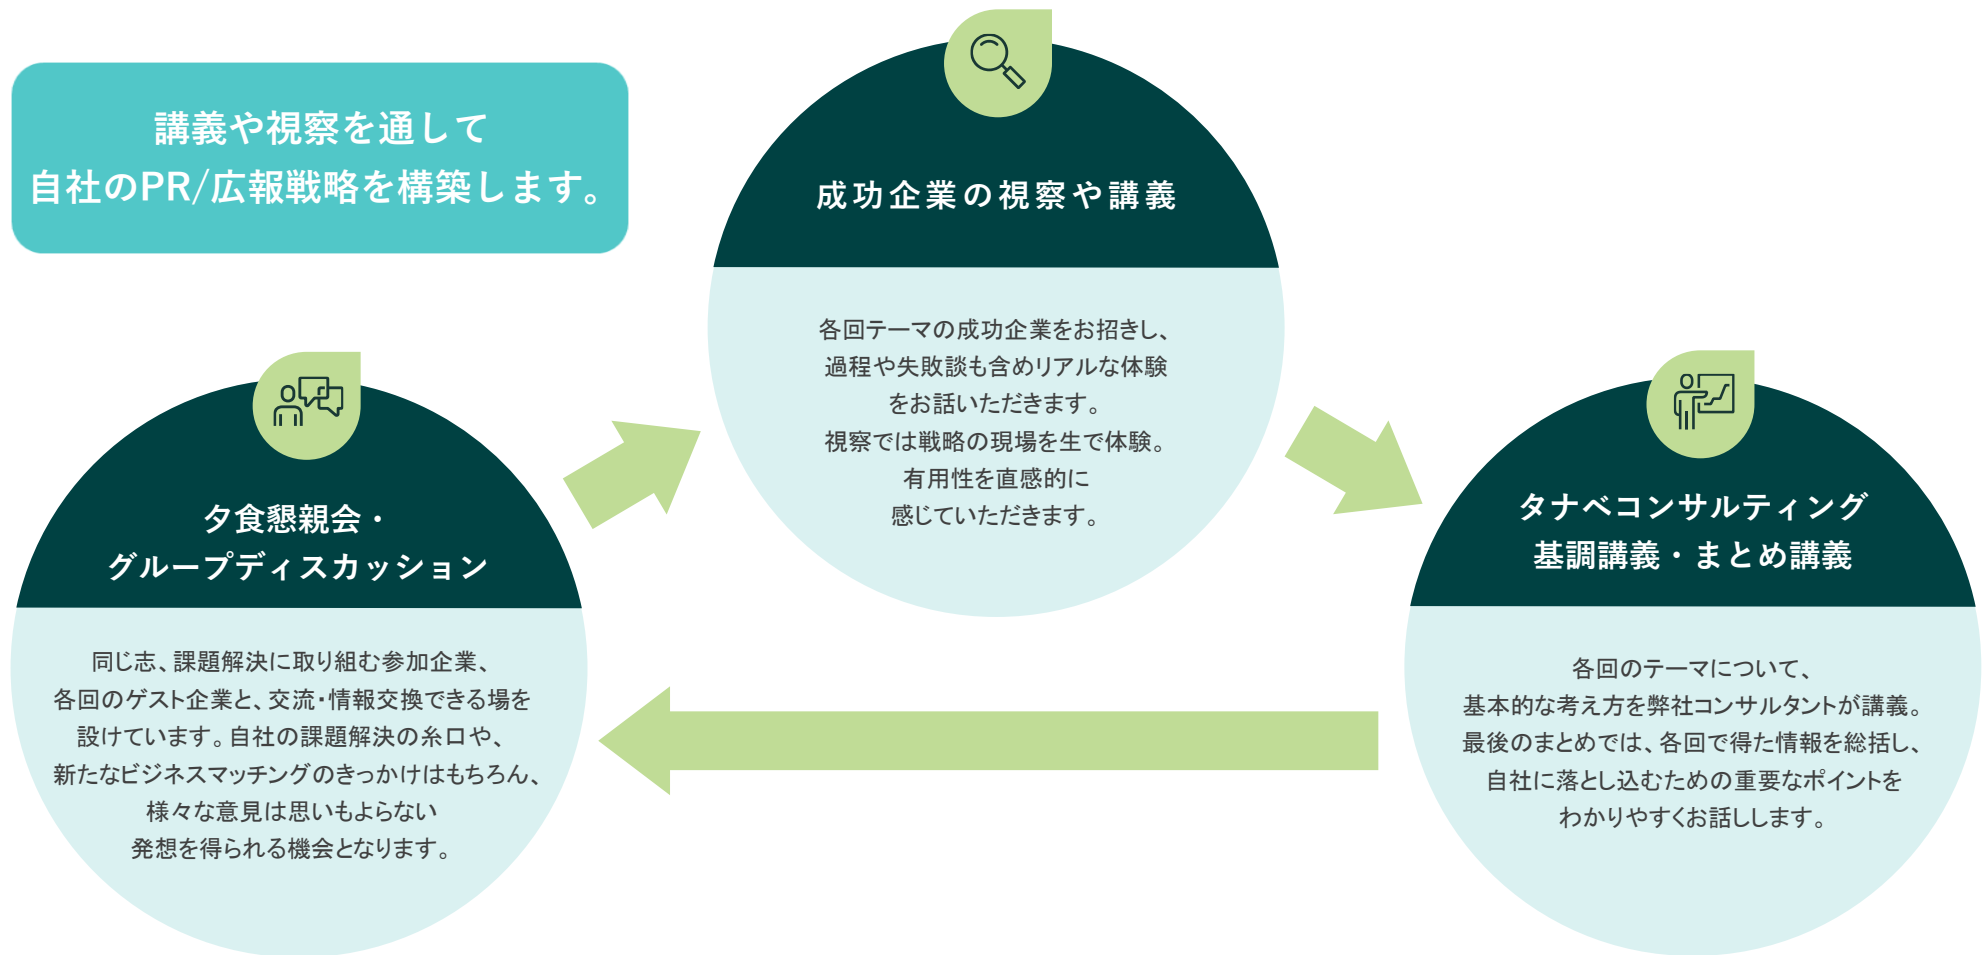 講義や視察を通して
自社のPR/広報戦略を構築します。
成功企業の視察や講義
各回テーマの成功企業をお招きし、
過程や失敗談も含めリアルな体験
をお話いただきます。
視察では戦略の現場を生で体験。
有用性を直感的に
感じていただきます。
夕食懇親会・
グループディスカッション
同じ志、課題解決に取り組む参加企業、
各回のゲスト企業と、交流・情報交換できる場を
設けています。自社の課題解決の糸口や、
新たなビジネスマッチングのきっかけはもちろん、
様々な意見は思いもよらない
発想を得られる機会となります。
タナベコンサルティング
基調講義・まとめ講義
各回のテーマについて、
基本的な考え方を弊社コンサルタントが講義。
最後のまとめでは、各回で得た情報を総括し、
自社に落とし込むための重要なポイントを
わかりやすくお話しします。